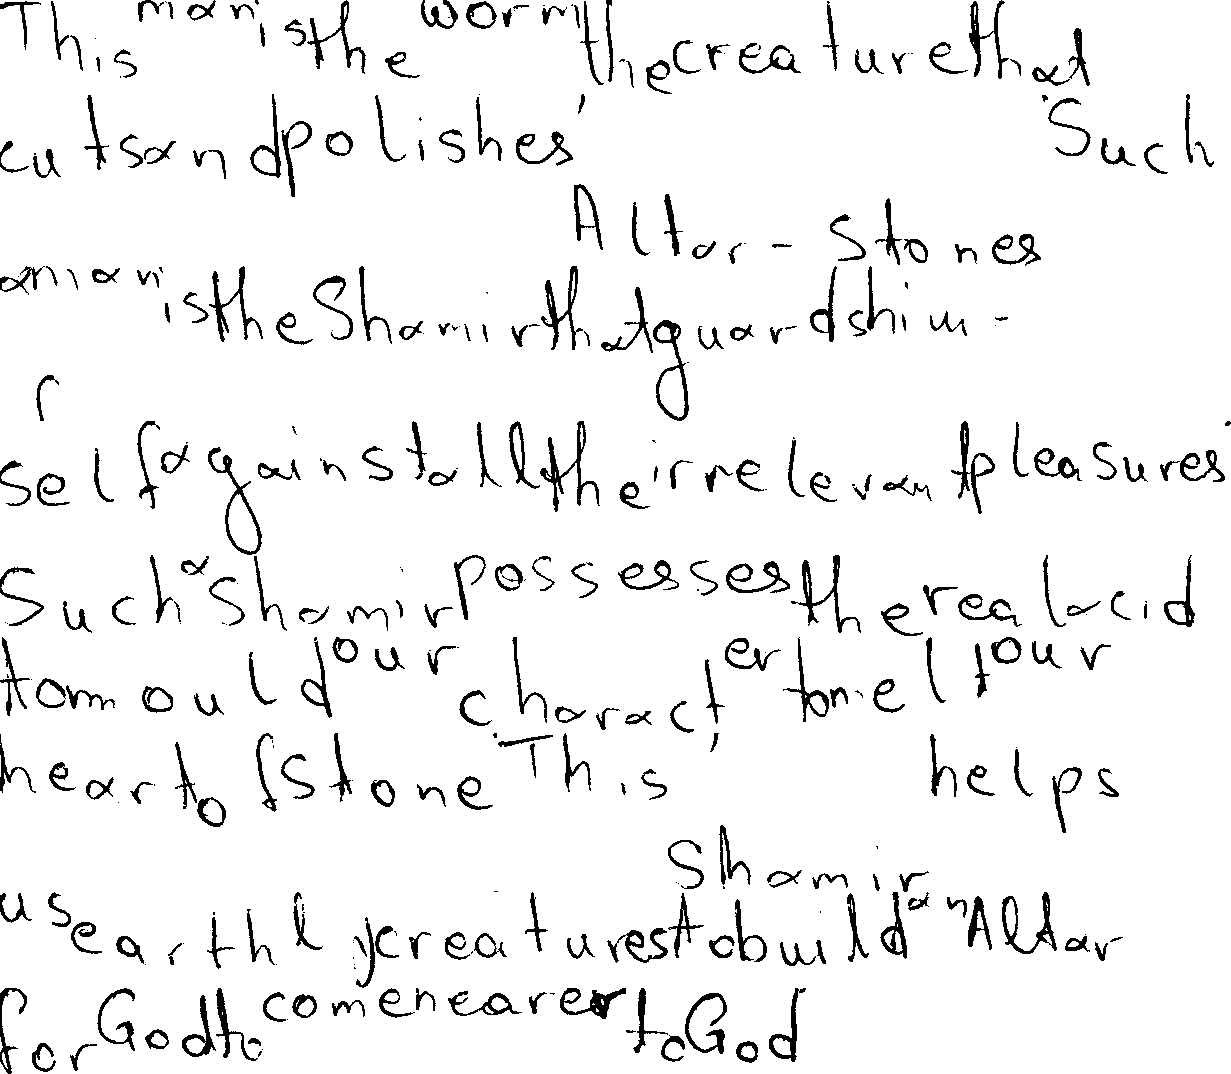 This man is the worm the creature that
cuts and polishes Altar-Stones Such
a man is the Shamir that guards him-
self against all the irrelevant pleasures
Such a Shamir possesses the real acid
to mould our character to melt our
heart of Stone This Shamir helps
us earthly creatures to build an Altar
for God to come nearer to God